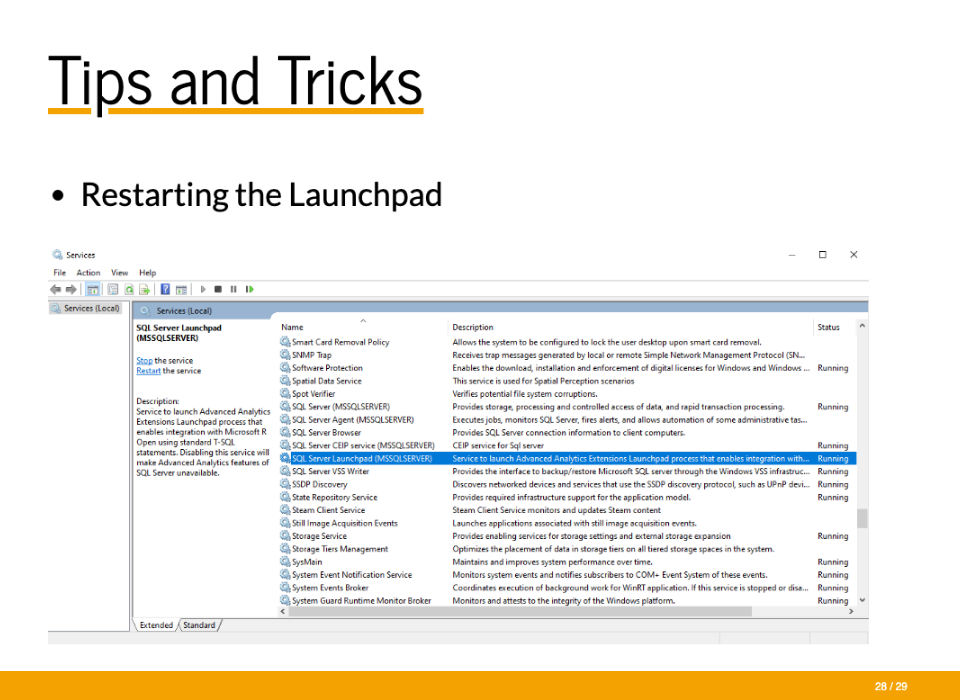 Tips and Tricks
• Restarting the Launchpad
Services
File Action View Help
Services (Local)
Services (Local)
SQL Server Launchpad
(MSSQLSERVER)
Stop the service
Restart the service
Description:
Service to launch Advanced Analytics
Extensions Launchpad process that
enables integration with Microsoft R
Open using standard T-SQL
statements. Disabling this service will
make Advanced Analytics features of
SQL Server unavailable.
Name Description Status
Smart Card Removal Policy Allows the system to be configured to lock the user desktop upon smart card removal.
SNMP Trap Receives trap messages generated by local or remote Simple Network Management Protocol (SN...
Software Protection Enables the download, installation and enforcement of digital licenses for Windows and Windows ... Running
Spatial Data Service This service is used for Spatial Perception scenarios
Spot Verifier Verifies potential file system corruptions.
SQL Server (MSSQLSERVER) Provides storage, processing and controlled access of data, and rapid transaction processing. Running
SQL Server Agent (MSSQLSERVER) Executes jobs, monitors SQL Server, fires alerts, and allows automation of some administrative tas...
SQL Server Browser Provides SQL Server connection information to client computers.
SQL Server CEIP service (MSSQLSERVER) CEIP service for Sql server Running
SQL Server Launchpad (MSSQLSERVER) Service to launch Advanced Analytics Extensions Launchpad process that enables integration with... Running
SQL Server VSS Writer Provides the interface to backup/restore Microsoft SQL server through the Windows VSS infrastruc... Running
SSDP Discovery Discovers networked devices and services that use the SSDP discovery protocol, such as UPnP devi... Running
State Repository Service Provides required infrastructure support for the application model. Running
Steam Client Service Steam Client Service monitors and updates Steam content
Still Image Acquisition Events Launches applications associated with still image acquisition events.
Storage Service Provides enabling services for storage settings and external storage expansion Running
Storage Tiers Management Optimizes the placement of data in storage tiers on all tiered storage spaces in the system.
SysMain Maintains and improves system performance over time. Running
System Event Notification Service Monitors system events and notifies subscribers to COM+ Event System of these events. Running
System Events Broker Coordinates execution of background work for WinRT application. If this service is stopped or disa... Running
System Guard Runtime Monitor Broker Monitors and attests to the integrity of the Windows platform. Running
Extended Standard
28 / 29